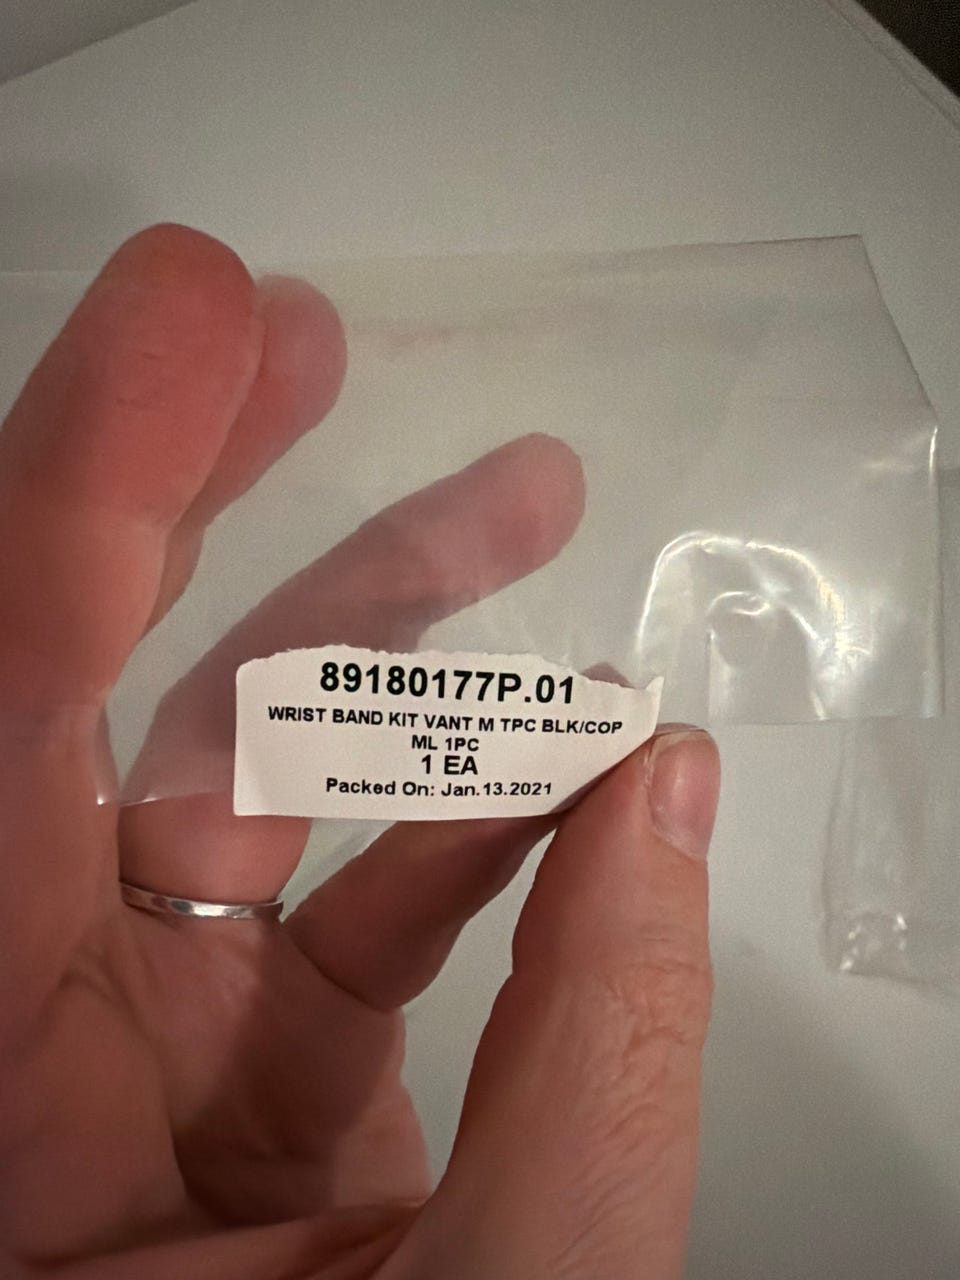 89180177P.01
WRIST BAND KIT VANT M TPC BLK/COP
ML 1PC
1 EA
Packed On: Jan.13.2021